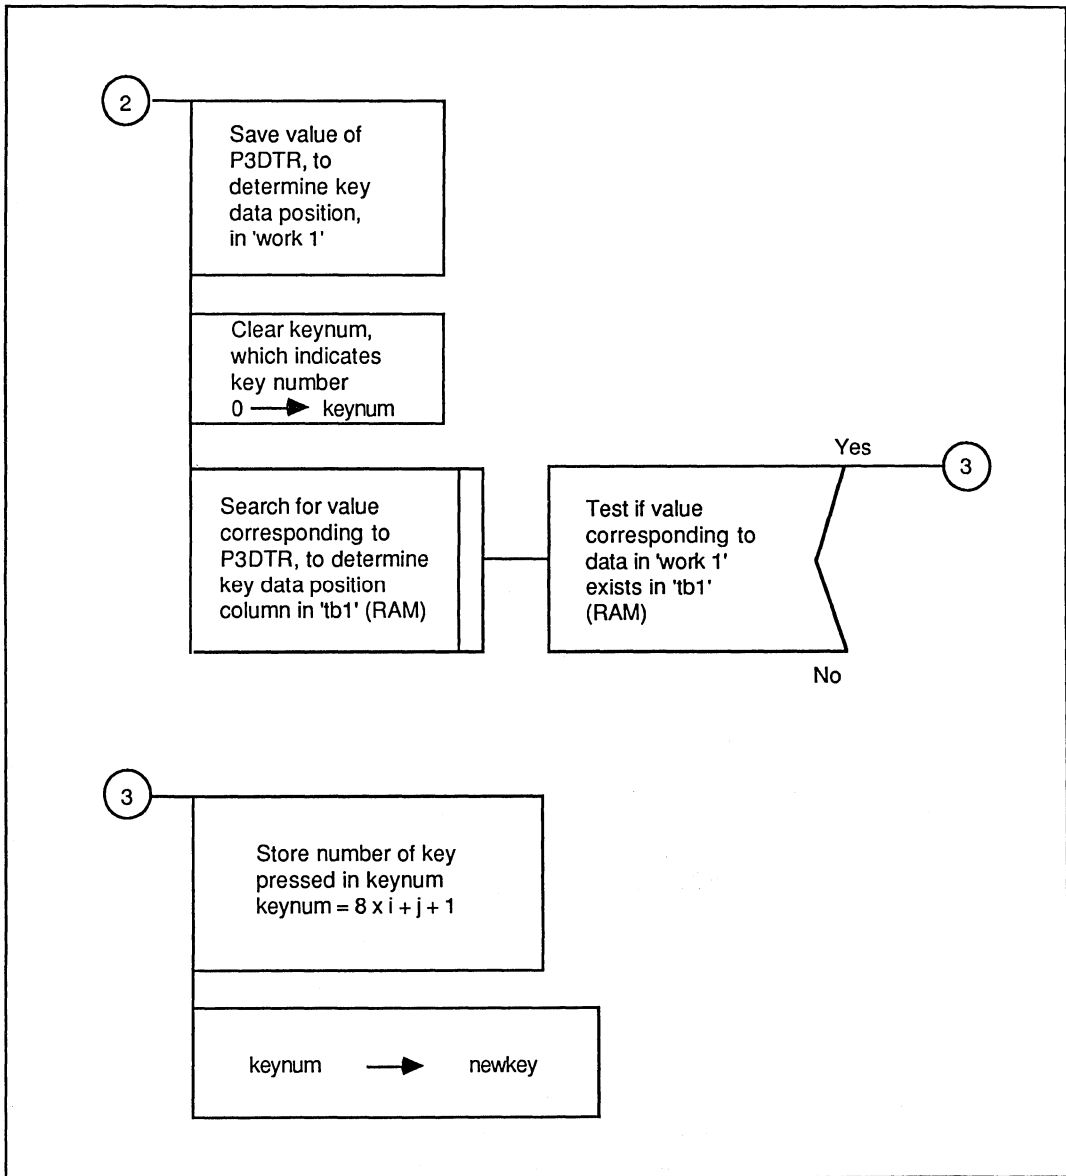 2
Save value of
P3DTR, to
determine key
data position,
in 'work 1'
Clear keynum,
which indicates
key number
0 → keynum
Yes
3
Search for value
corresponding to
P3DTR, to determine
key data position
column in 'tb1' (RAM)
Test if value
corresponding to
data in 'work 1'
exists in 'tb1'
(RAM)
No
3
Store number of key
pressed in keynum
keynum = 8 x i + j + 1
keynum → newkey